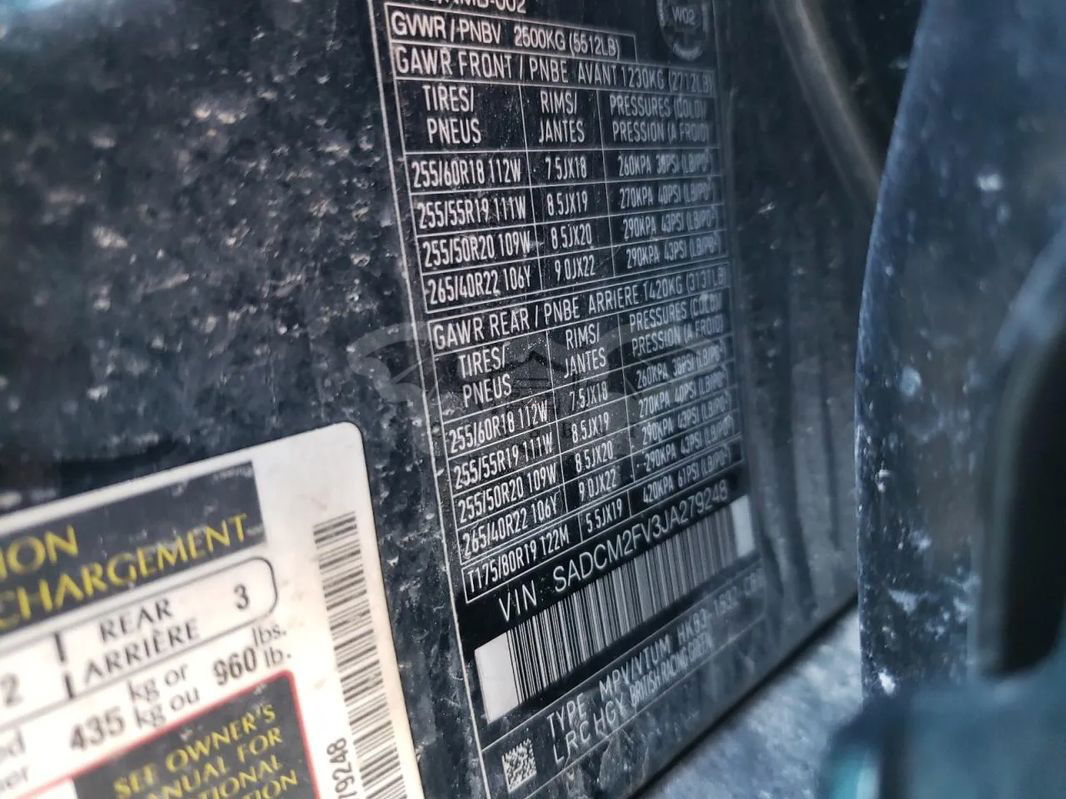 W02
GVWR / PNBV 2500KG (5512LB)
GAWR FRONT / PNBE AVANT 1230KG (2712LB)
TIRES/ PNEUS RIMS/ JANTES PRESSURES (COLD) PRESSION (A FROID)
255/60R18 112W 7.5JX18 260KPA 38PSI (LB/PO²)
255/55R19 111W 8.5JX19 270KPA 40PSI (LB/PO²)
255/50R20 109W 8.5JX20 290KPA 43PSI (LB/PO²)
265/40R22 106Y 9.0JX22 290KPA 43PSI (LB/PO²)
GAWR REAR / PNBE ARRIERE 1420KG (3131LB)
TIRES/ PNEUS RIMS/ JANTES PRESSURES (COLD) PRESSION (A FROID)
255/60R18 112W 7.5JX18 260KPA 38PSI (LB/PO²)
255/55R19 111W 8.5JX19 270KPA 40PSI (LB/PO²)
255/50R20 109W 8.5JX20 290KPA 43PSI (LB/PO²)
265/40R22 106Y 9.0JX22 290KPA 43PSI (LB/PO²)
T175/80R19 122M 5.5JX19 420KPA 61PSI (LB/PO²)
VIN SADCM2FV3JA279248
TYPE MPV/VTUM
LRC HGY BRITISH RACING GREEN
ION
CHARGEMENT
2 REAR ARRIÈRE 3
435 kg or kg ou 960 lbs. lb.
SEE OWNER'S
MANUAL FOR
79248